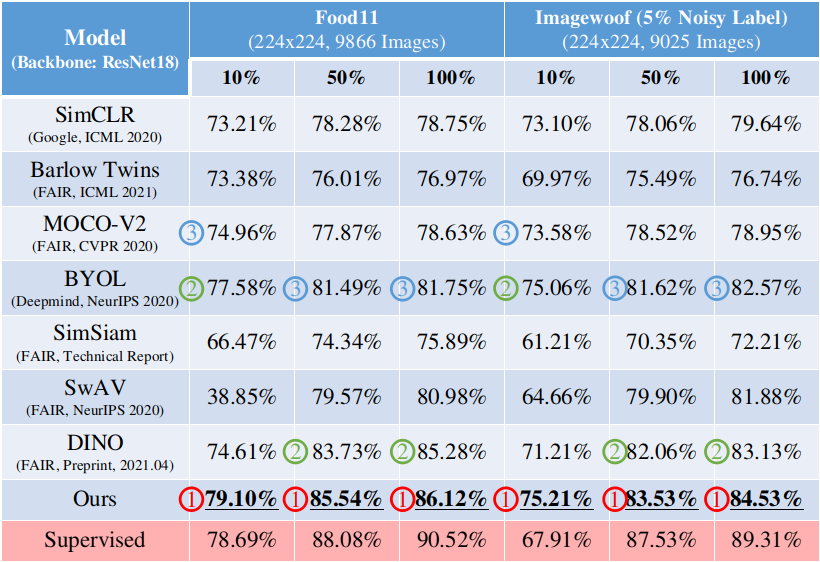 Model
(Backbone: ResNet18)
Food11
(224x224, 9866 Images)
Imagewoof (5% Noisy Label)
(224x224, 9025 Images)
10% 50% 100% 10% 50% 100%
SimCLR
(Google, ICML 2020)
73.21% 78.28% 78.75% 73.10% 78.06% 79.64%
Barlow Twins
(FAIR, ICML 2021)
73.38% 76.01% 76.97% 69.97% 75.49% 76.74%
MOCO-V2
(FAIR, CVPR 2020)
③ 74.96% 77.87% 78.63% ③ 73.58% 78.52% 78.95%
BYOL
(Deepmind, NeurIPS 2020)
② 77.58% ③ 81.49% ③ 81.75% ② 75.06% ③ 81.62% ③ 82.57%
SimSiam
(FAIR, Technical Report)
66.47% 74.34% 75.89% 61.21% 70.35% 72.21%
SwAV
(FAIR, NeurIPS 2020)
38.85% 79.57% 80.98% 64.66% 79.90% 81.88%
DINO
(FAIR, Preprint, 2021.04)
74.61% ② 83.73% ② 85.28% 71.21% ② 82.06% ② 83.13%
Ours ① 79.10% ① 85.54% ① 86.12% ① 75.21% ① 83.53% ① 84.53%
Supervised 78.69% 88.08% 90.52% 67.91% 87.53% 89.31%